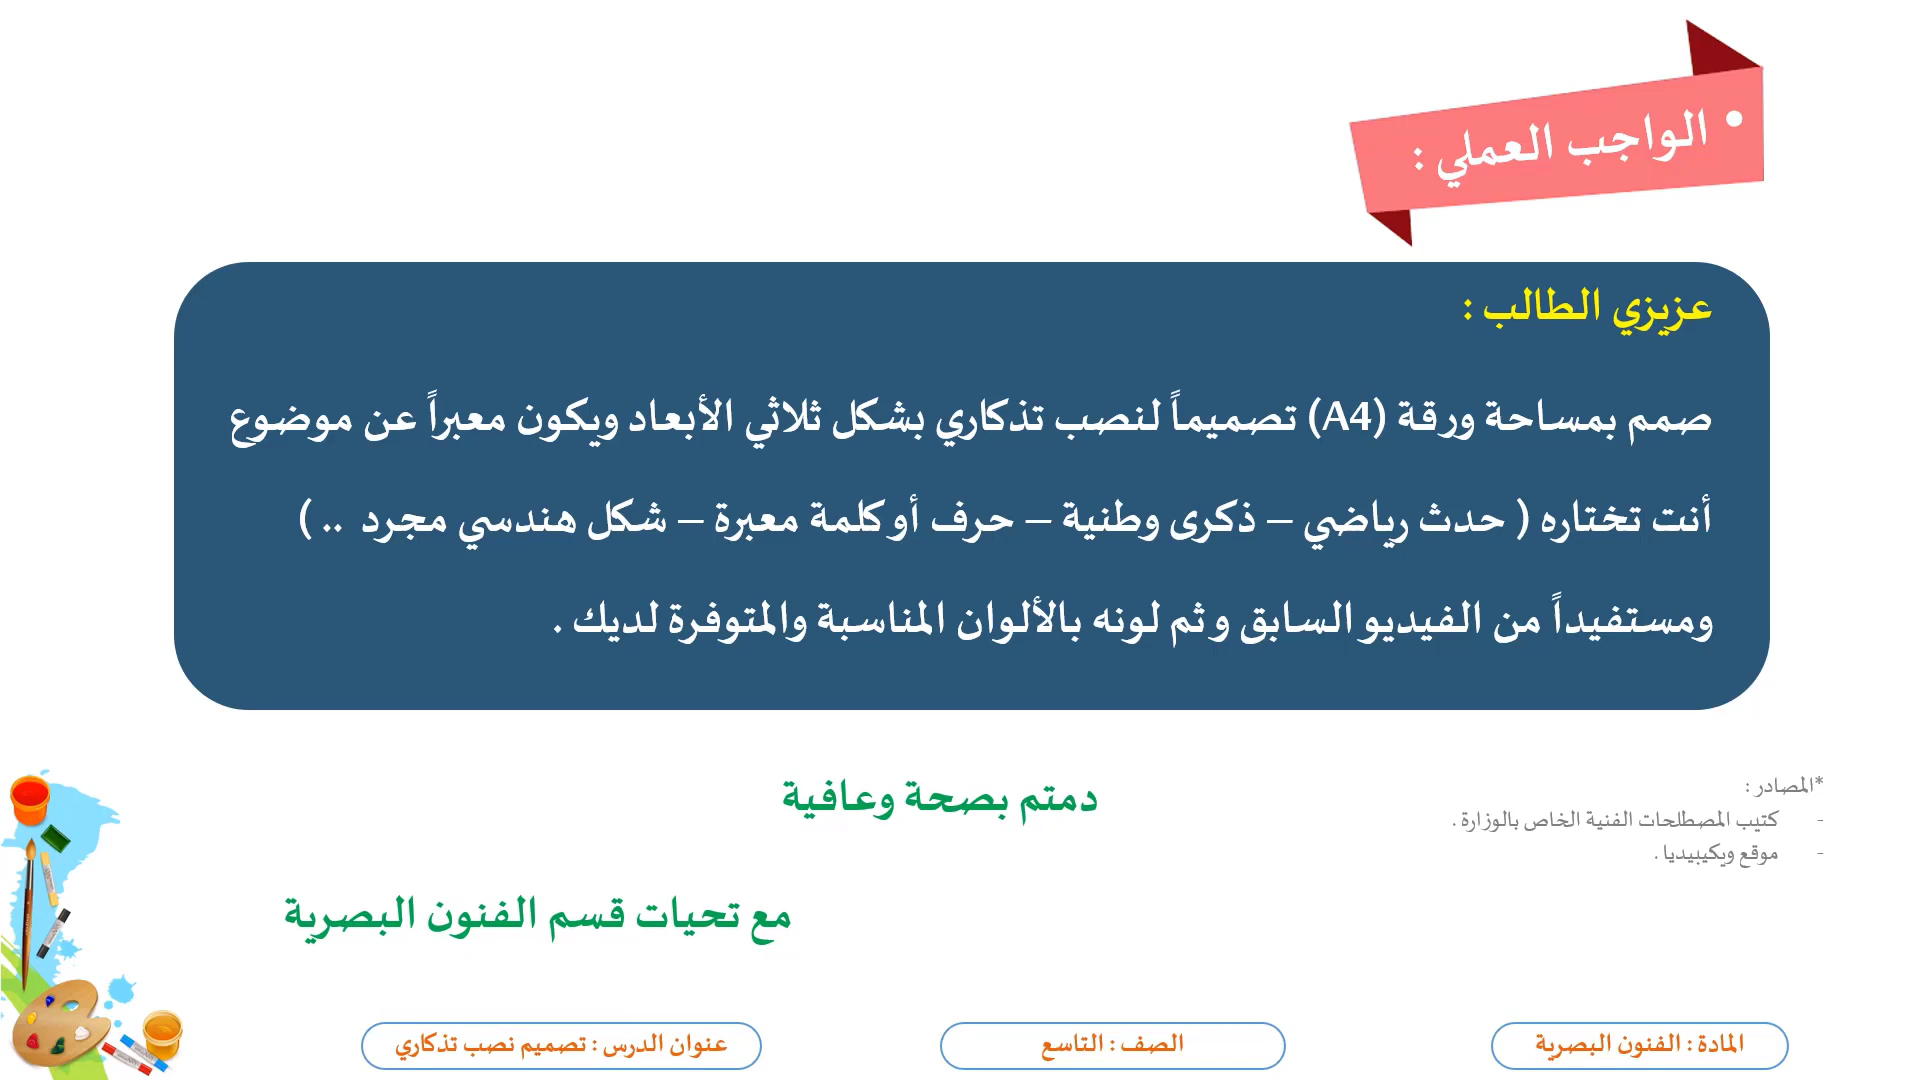 • الواجب العملي :
عزيزي الطالب :
صمم بمساحة ورقة (A4) تصميماً لنصب تذكاري بشكل ثلاثي الأبعاد ويكون معبراً عن موضوع
أنت تختاره ( حدث رياضي – ذكرى وطنية – حرف أو كلمة معبرة – شكل هندسي مجرد .. )
ومستفيداً من الفيديو السابق و ثم لونه بالألوان المناسبة والمتوفرة لديك .
*المصادر :
- كتيب المصطلحات الفنية الخاص بالوزارة .
- موقع ويكيبيديا .
دمتم بصحة وعافية
مع تحيات قسم الفنون البصرية
المادة : الفنون البصرية
الصف : التاسع
عنوان الدرس : تصميم نصب تذكاري